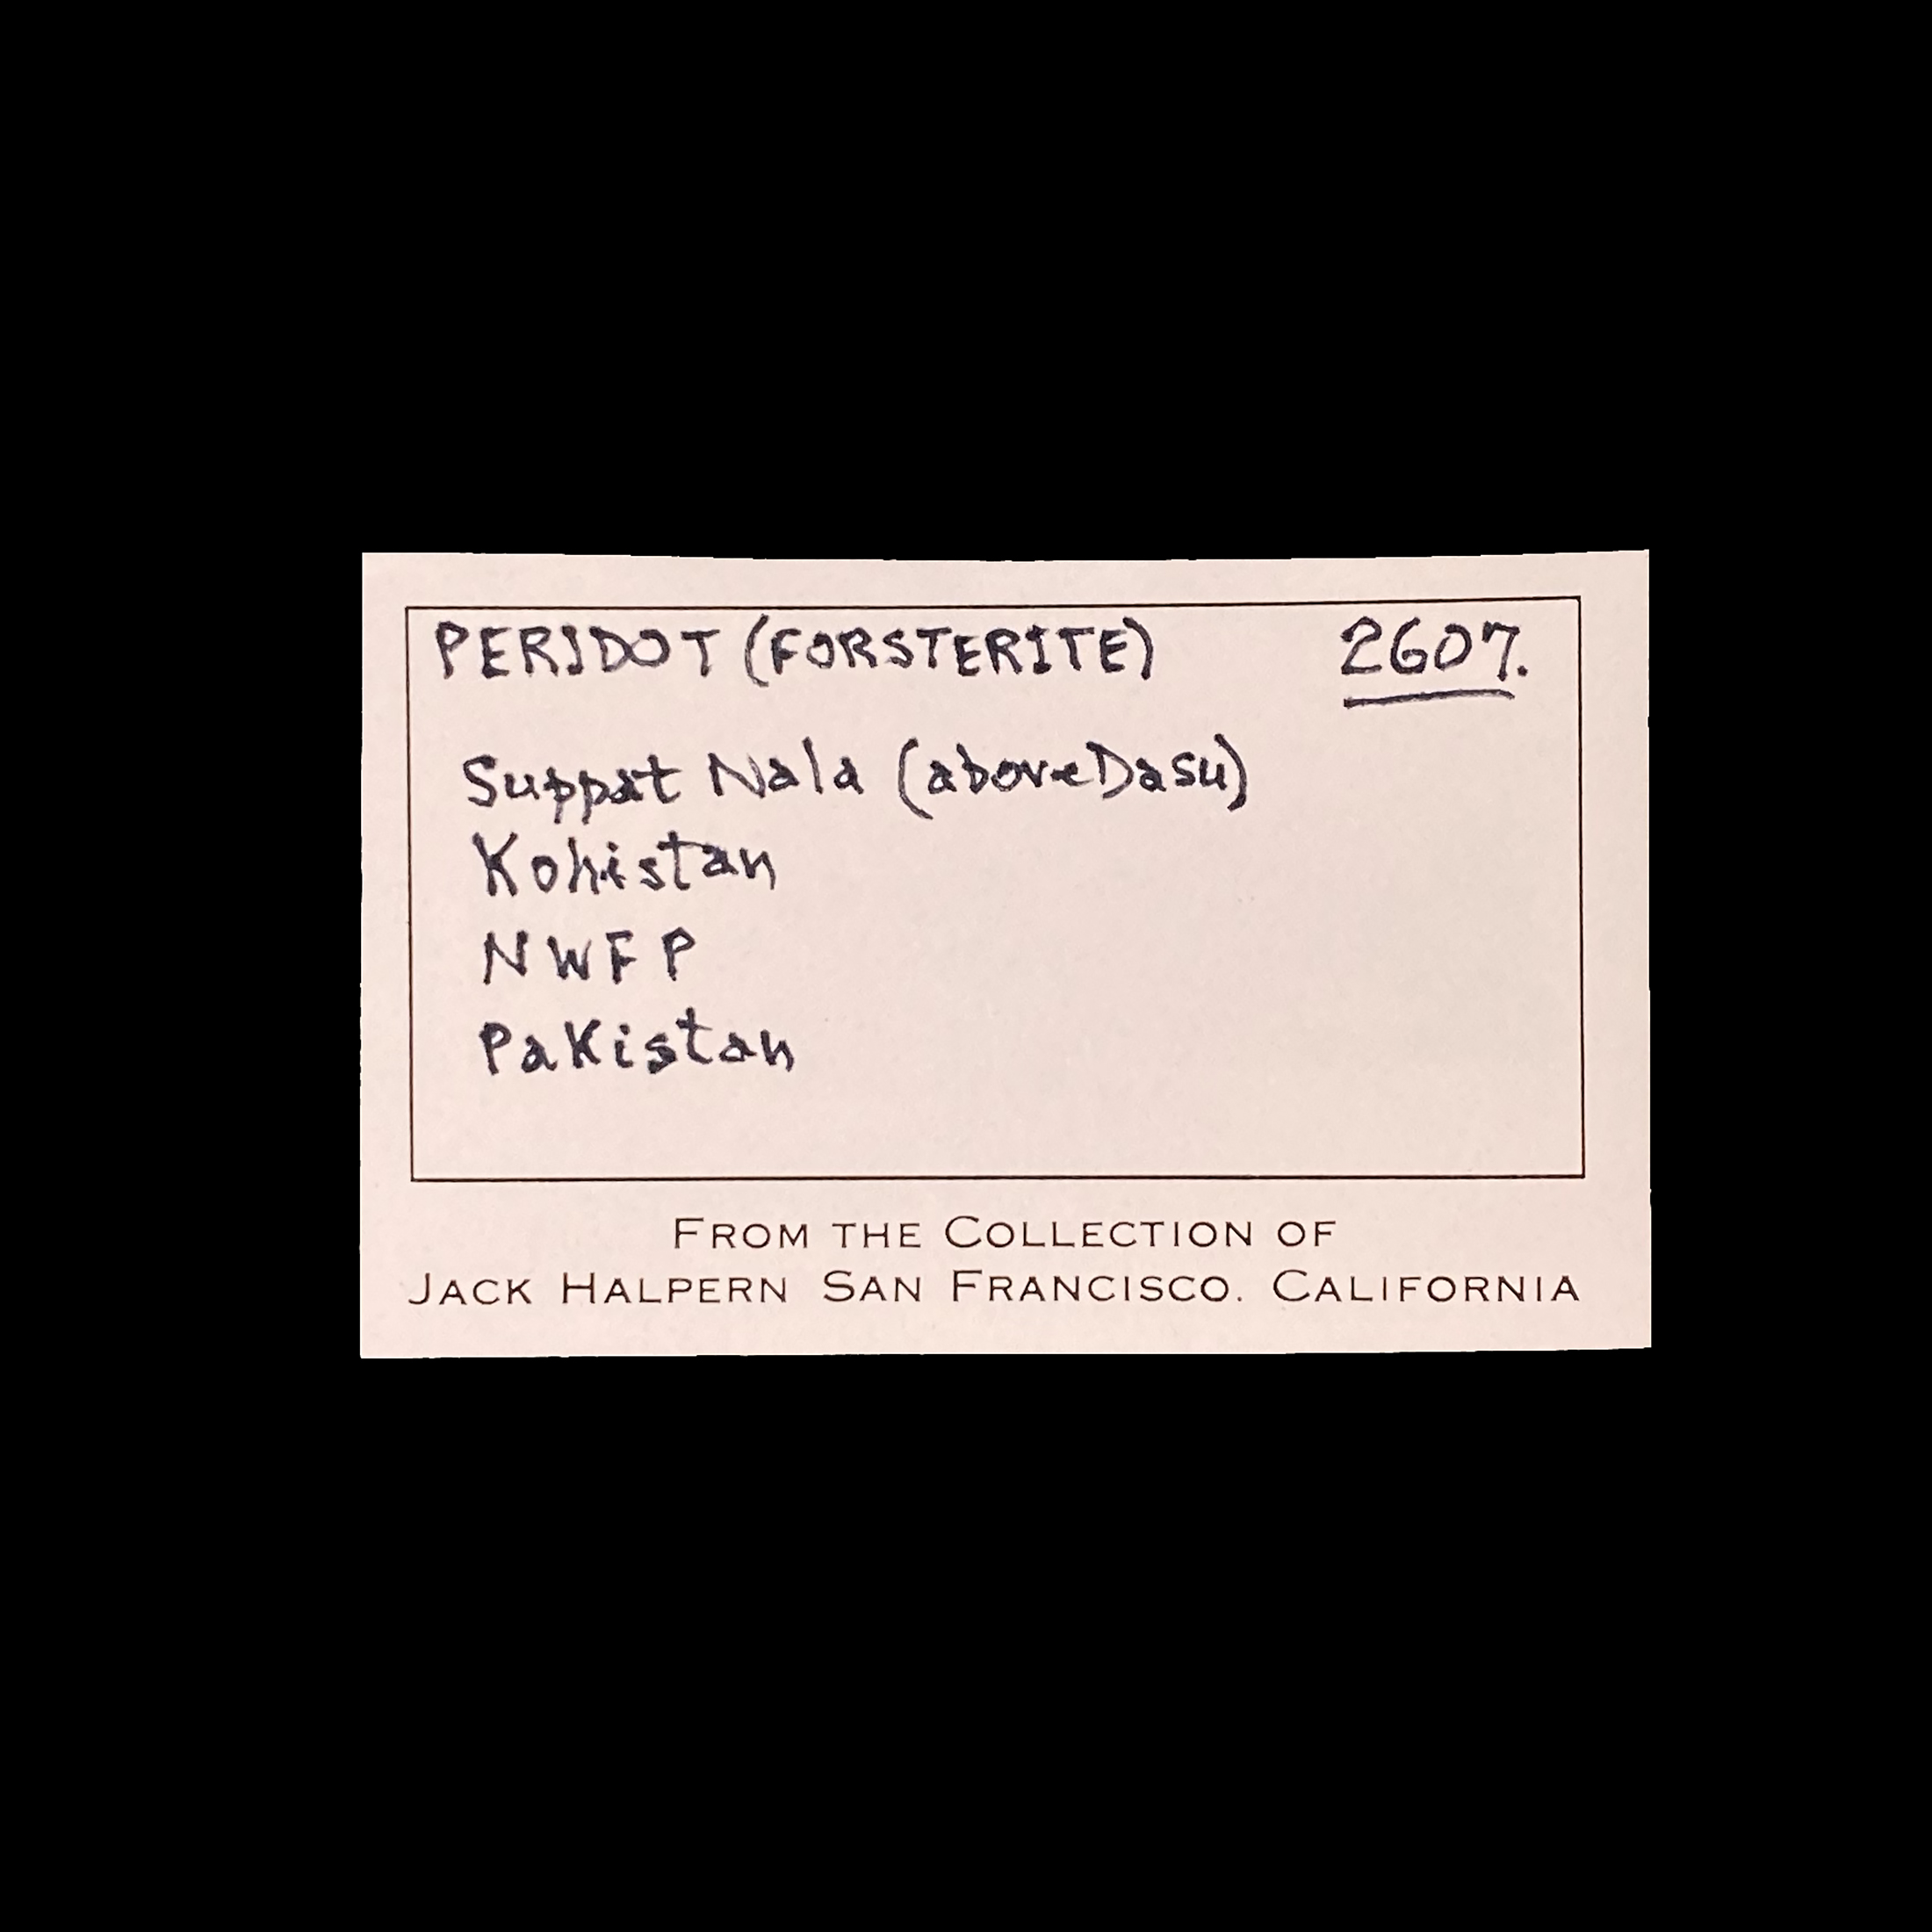 PERIDOT (FORSTERITE) 2607.
Suppat Nala (above Dasu)
Kohistan
NWFP
Pakistan
FROM THE COLLECTION OF
JACK HALPERN SAN FRANCISCO. CALIFORNIA